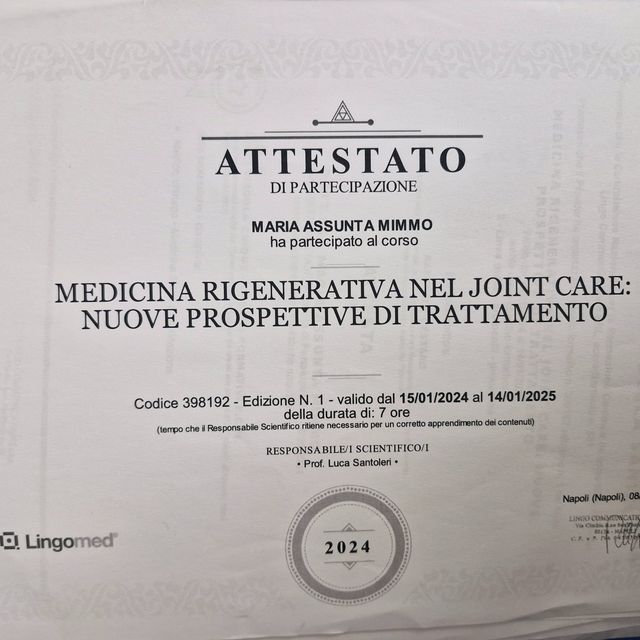 ATTESTATO
DI PARTECIPAZIONE
MARIA ASSUNTA MIMMO
ha partecipato al corso
MEDICINA RIGENERATIVA NEL JOINT CARE:
NUOVE PROSPETTIVE DI TRATTAMENTO
Codice 398192 - Edizione N. 1 - valido dal 15/01/2024 al 14/01/2025
della durata di: 7 ore
(tempo che il Responsabile Scientifico ritiene necessario per un corretto apprendimento dei contenuti)
RESPONSABILE/I SCIENTIFICO/I
• Prof. Luca Santoleri •
Napoli (Napoli), 08/
Lingomed
2024